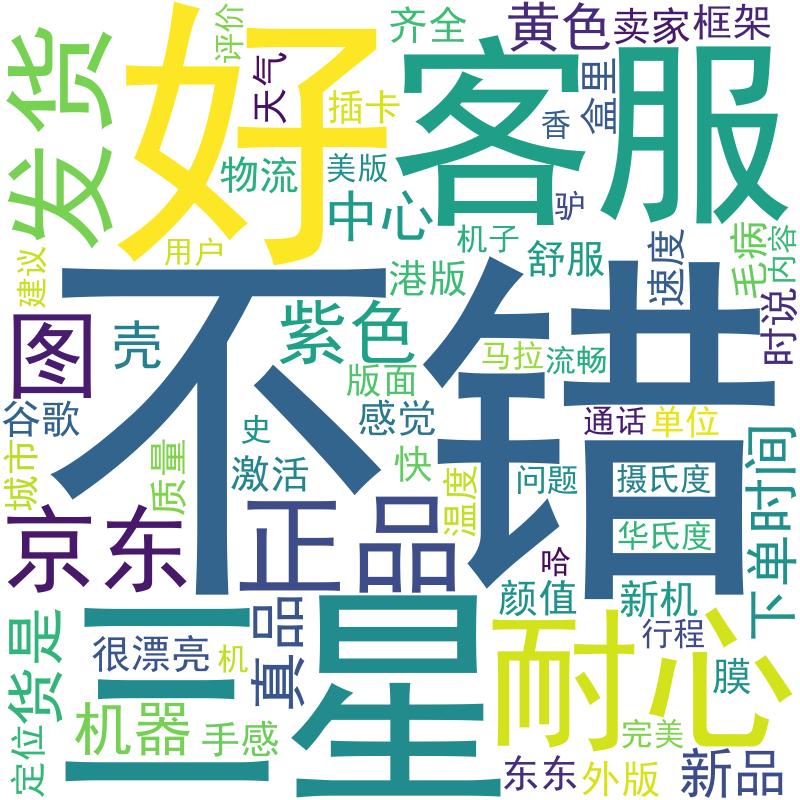 好
客服
不错
三星
耐心
发货
评价
齐全
黄色
卖家
框架
天气
插卡
香
盒里
物流
美版
中心
驴
用户
机子
舒服
速度
毛病
内容
建议
港版
时说
图
壳
紫色
马拉
流畅
版面
谷歌
感觉
史
通话
单位
城市
质量
激活
快
温度
问题
摄氏度
下单时间
京东
正品
华氏度
哈
颜值
新机
真品
货是
很漂亮
机
行程
膜
机器
手感
完美
定位
东东
外版
新品